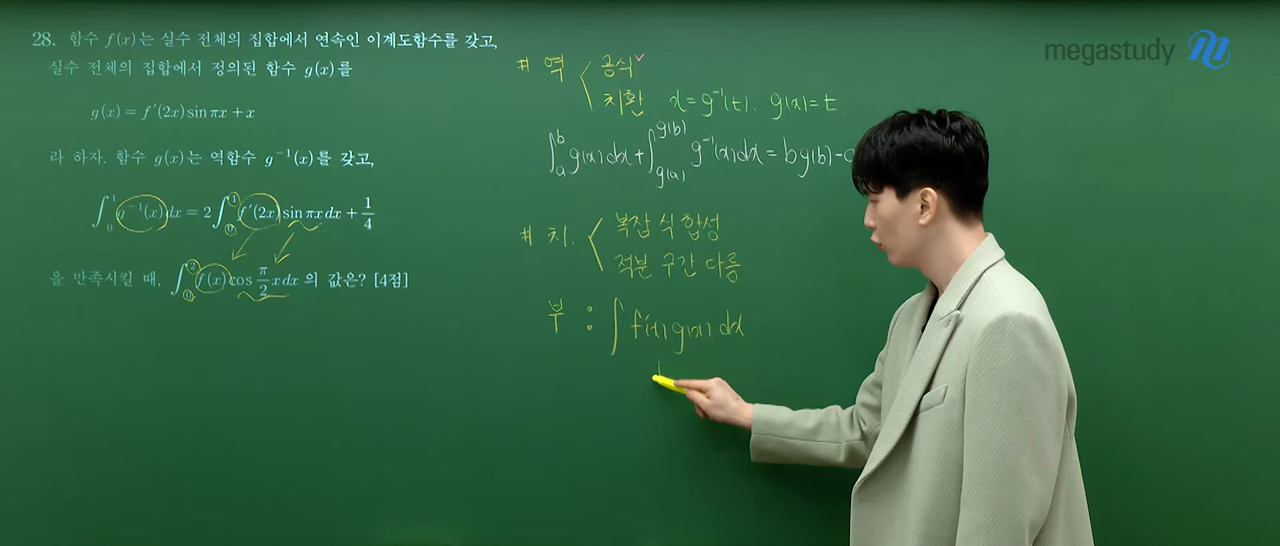 28. 함수 f(x)는 실수 전체의 집합에서 연속인 이계도함수를 갖고,
실수 전체의 집합에서 정의된 함수 g(x)를
g(x) = f′(2x) sin πx + x
라 하자. 함수 g(x)는 역함수 g⁻¹(x)를 갖고,
∫₀¹ g⁻¹(x) dx = 2 ∫₀¹ f′(2x) sin πx dx + 1/4
을 만족시킬 때, ∫₀² f(x) cos π/2 x dx 의 값은? [4점]
megastudy
# 역 < 공식
치환 x = g⁻¹(t). g(x) = t.
∫ₐᵇ g(x) dx + ∫_{g(a)}^{g(b)} g⁻¹(x) dx = b g(b) -
# 치. < 복잡 식 합성
적분 구간 다름
부 : ∫ f′(x) g(x) dx